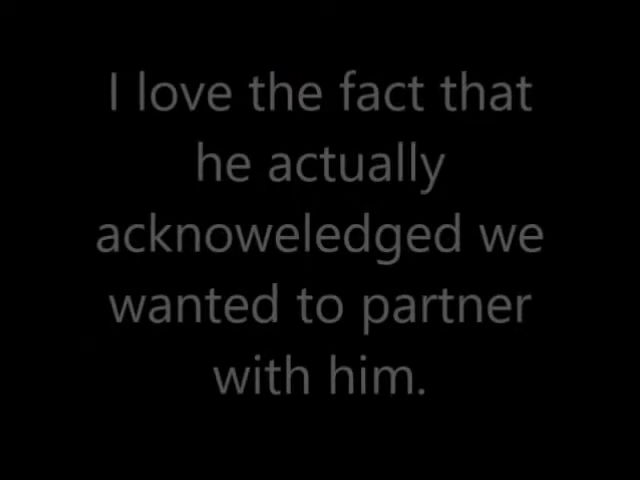 I love the fact that
he actually
acknoweledged we
wanted to partner
with him.